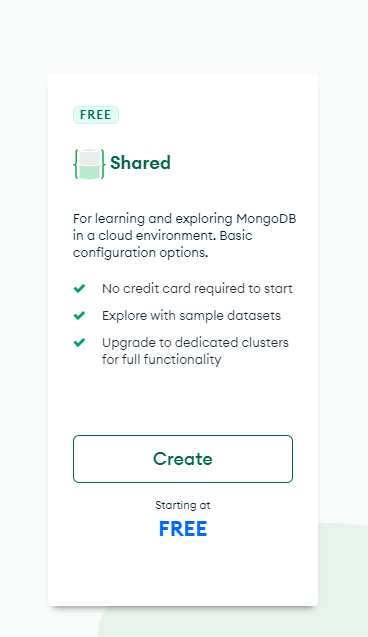 FREE
Shared
For learning and exploring MongoDB
in a cloud environment. Basic
configuration options.
No credit card required to start
Explore with sample datasets
Upgrade to dedicated clusters
for full functionality
Create
Starting at
FREE